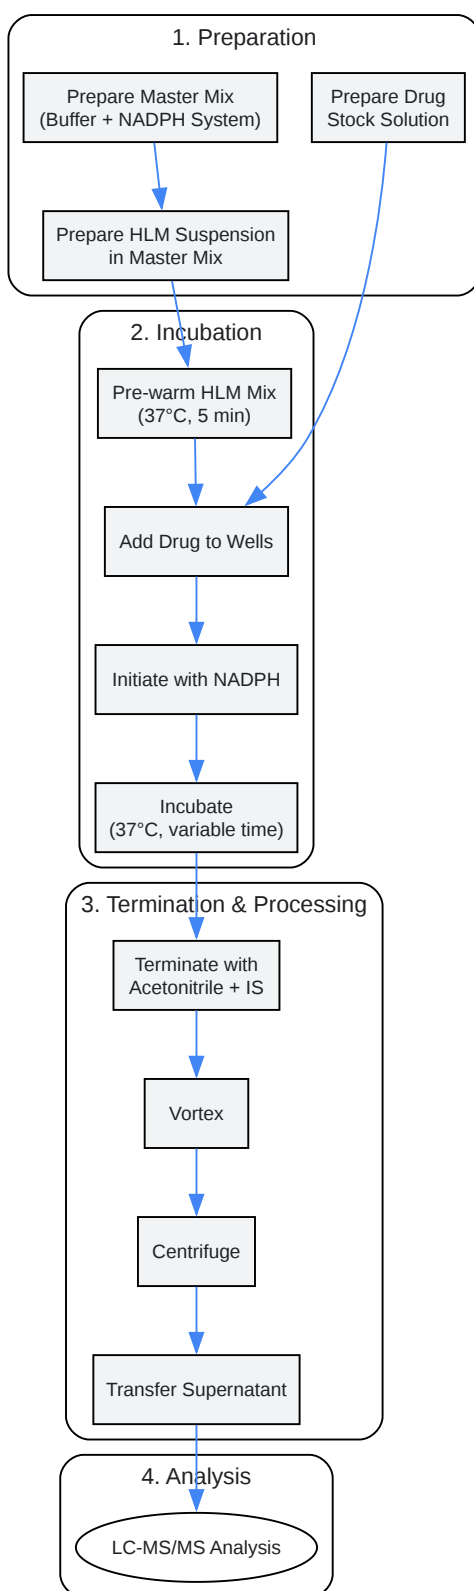 1. Preparation
Prepare Master Mix
(Buffer + NADPH System)
Prepare Drug
Stock Solution
Prepare HLM Suspension
in Master Mix
2. Incubation
Pre-warm HLM Mix
(37°C, 5 min)
Add Drug to Wells
Initiate with NADPH
Incubate
(37°C, variable time)
3. Termination & Processing
Terminate with
Acetonitrile + IS
Vortex
Centrifuge
Transfer Supernatant
4. Analysis
LC-MS/MS Analysis